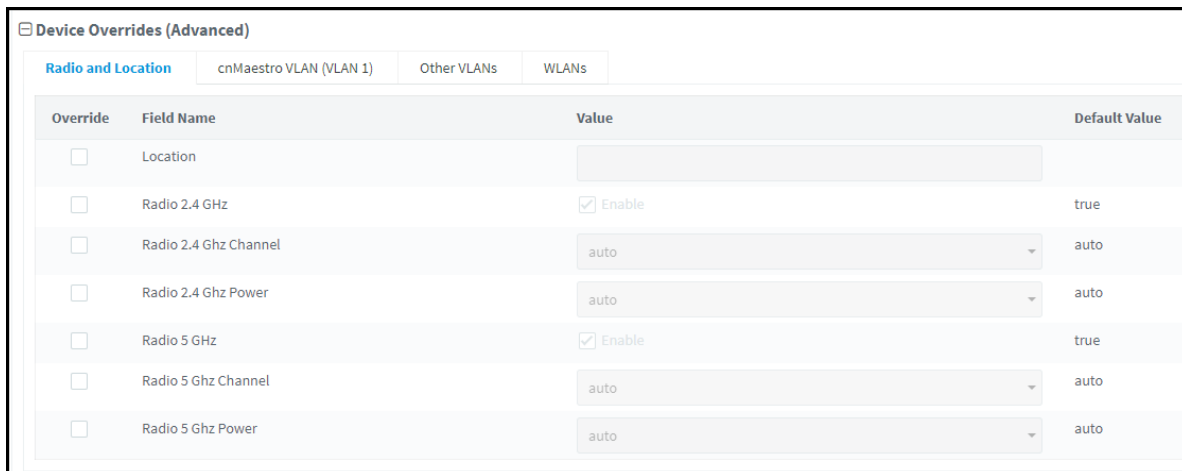 Device Overrides (Advanced)
Radio and Location cnMaestro VLAN (VLAN 1) Other VLANs WLANs
Override Field Name Value Default Value
Location
Radio 2.4 GHz Enable true
Radio 2.4 Ghz Channel auto auto
Radio 2.4 Ghz Power auto auto
Radio 5 GHz Enable true
Radio 5 Ghz Channel auto auto
Radio 5 Ghz Power auto auto